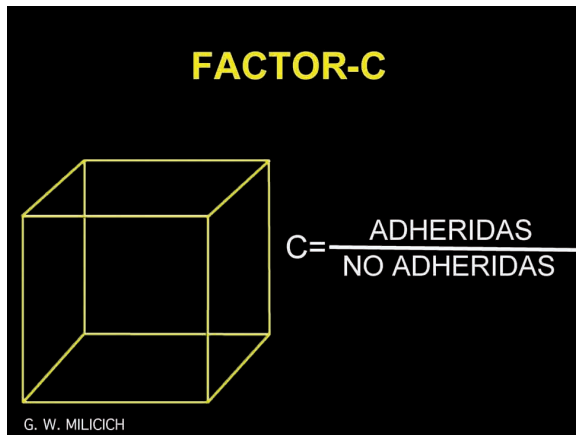 FACTOR-C
C=
ADHERIDAS
NO ADHERIDAS
G. W. MILICICH